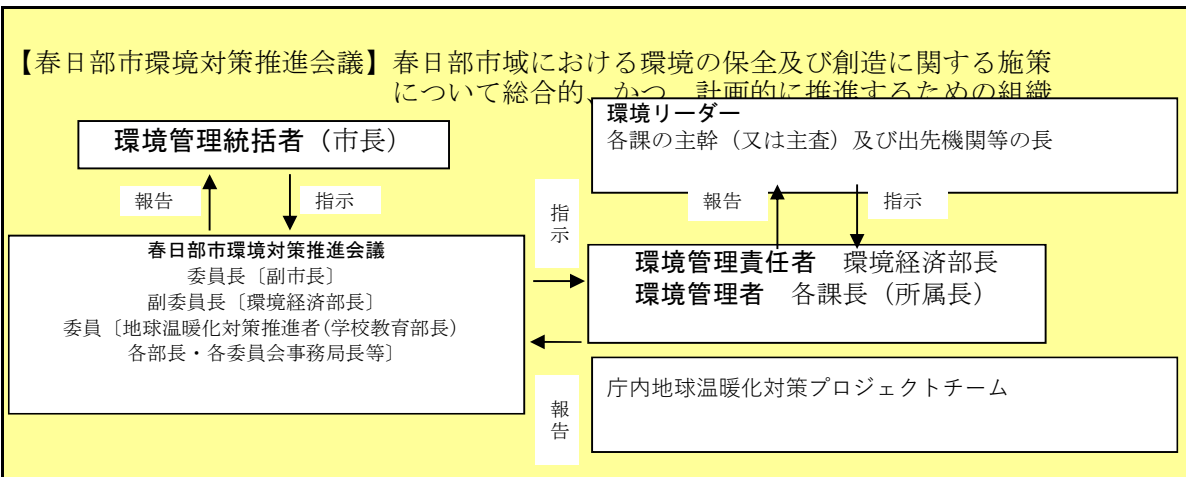 【春日部市環境対策推進会議】春日部市域における環境の保全及び創造に関する施策
について総合的、かつ、計画的に推進するための組織
環境管理統括者（市長）
報告
指示
春日部市環境対策推進会議
委員長〔副市長〕
副委員長〔環境経済部長〕
委員〔地球温暖化対策推進者(学校教育部長)
各部長・各委員会事務局長等〕
指示
報告
環境リーダー
各課の主幹（又は主査）及び出先機関等の長
報告
指示
環境管理責任者　環境経済部長
環境管理者　各課長（所属長）
庁内地球温暖化対策プロジェクトチーム